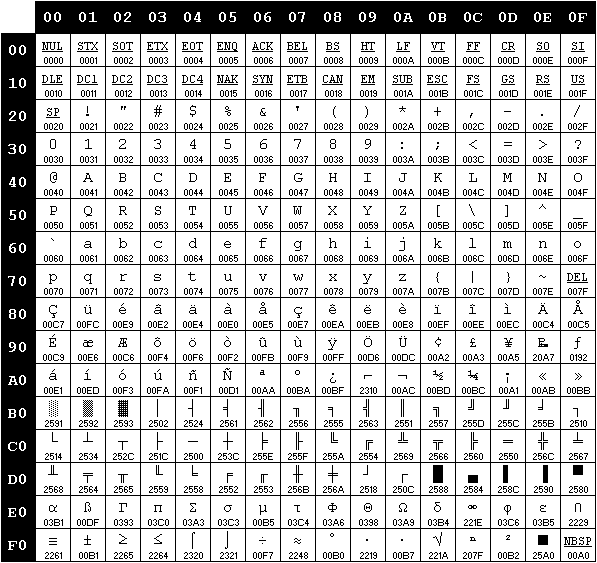 00 01 02 03 04 05 06 07 08 09 0A 0B 0C 0D 0E 0F
00 NUL STX SOT ETX EOT ENQ ACK BEL BS HT LF VT FF CR SO SI
0000 0001 0002 0003 0004 0005 0006 0007 0008 0009 000A 000B 000C 000D 000E 000F
10 DLE DC1 DC2 DC3 DC4 NAK SYN ETB CAN EM SUB ESC FS GS RS US
0010 0011 0012 0013 0014 0015 0016 0017 0018 0019 001A 001B 001C 001D 001E 001F
20 SP ! " # $ % & ' ( ) * + , - . /
0020 0021 0022 0023 0024 0025 0026 0027 0028 0029 002A 002B 002C 002D 002E 002F
30 0 1 2 3 4 5 6 7 8 9 : ; < = > ?
0030 0031 0032 0033 0034 0035 0036 0037 0038 0039 003A 003B 003C 003D 003E 003F
40 @ A B C D E F G H I J K L M N O
0040 0041 0042 0043 0044 0045 0046 0047 0048 0049 004A 004B 004C 004D 004E 004F
50 P Q R S T U V W X Y Z [ \ ] ^ _
0050 0051 0052 0053 0054 0055 0056 0057 0058 0059 005A 005B 005C 005D 005E 005F
60 ` a b c d e f g h i j k l m n o
0060 0061 0062 0063 0064 0065 0066 0067 0068 0069 006A 006B 006C 006D 006E 006F
70 p q r s t u v w x y z { | } ~ DEL
0070 0071 0072 0073 0074 0075 0076 0077 0078 0079 007A 007B 007C 007D 007E 007F
80 Ç ü é â ä à å ç ê ë è ï î ì Ä Å
00C7 00FC 00E9 00E2 00E4 00E0 00E5 00E7 00EA 00EB 00E8 00EF 00EE 00EC 00C4 00C5
90 É æ Æ ô ö ò û ù ÿ Ö Ü ¢ £ ¥ ₧ ƒ
00C9 00E6 00C6 00F4 00F6 00F2 00FB 00F9 00FF 00D6 00DC 00A2 00A3 00A5 20A7 0192
A0 á í ó ú ñ Ñ ª º ¿ ⌐ ¬ ½ ¼ ¡ « »
00E1 00ED 00F3 00FA 00F1 00D1 00AA 00BA 00BF 2310 00AC 00BD 00BC 00A1 00AB 00BB
B0 ░ ▒ ▓ │ ┤ ╡ ╢ ╖ ╕ ╣ ║ ╗ ╝ ╜ ╛ ┐
2591 2592 2593 2502 2524 2561 2562 2556 2555 2563 2551 2557 255D 255C 255B 2510
C0 └ ┴ ┬ ├ ─ ┼ ╞ ╟ ╚ ╔ ╩ ╦ ╠ ═ ╬ ╧
2514 2534 252C 251C 2500 253C 255E 255F 255A 2554 2569 2566 2560 2550 256C 2567
D0 ╨ ╤ ╥ ╙ ╘ ╒ ╓ ╫ ╪ ┘ ┌ █ ▄ ▌ ▐ ▀
2568 2564 2565 2559 2558 2552 2553 256B 256A 2518 250C 2588 2584 258C 2590 2580
E0 α ß Γ π Σ σ µ τ Φ Θ Ω δ ∞ φ ε ∩
03B1 00DF 0393 03C0 03A3 03C3 00B5 03C4 03A6 0398 03A9 03B4 221E 03C6 03B5 2229
F0 ≡ ± ≥ ≤ ⌠ ⌡ ÷ ≈ ° ∙ · √ ⁿ ² ■ NBSP
2261 00B1 2265 2264 2320 2321 00F7 2248 00B0 2219 00B7 221A 207F 00B2 25A0 00A0